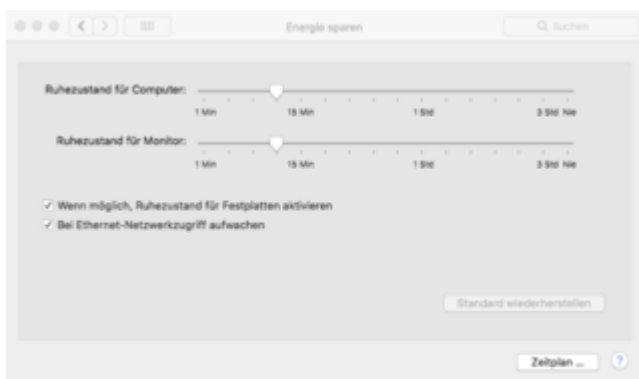 Energie sparen
Suchen
Ruhezustand für Computer:
1 Min 15 Min 1 Std 3 Std Nie
Ruhezustand für Monitor:
1 Min 15 Min 1 Std 3 Std Nie
Wenn möglich, Ruhezustand für Festplatten aktivieren
Bei Ethernet-Netzwerkzugriff aufwachen
Standard wiederherstellen
Zeitplan ... ?